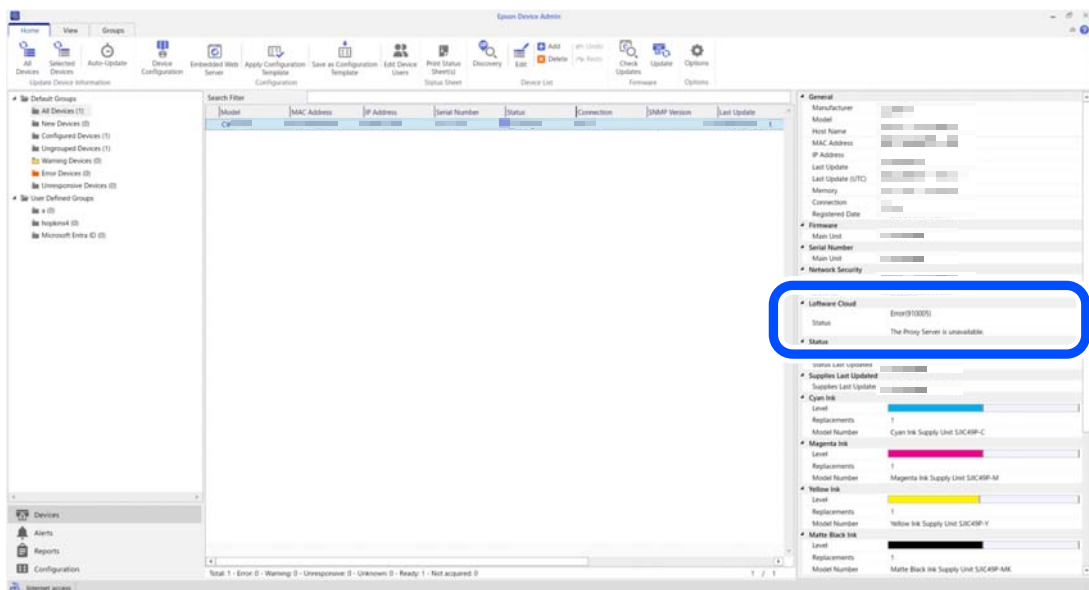 Epson Device Admin
Home View Groups
All Devices
Selected Devices
Auto-Update
Update Device Information
Device Configuration
Embedded Web Server
Apply Configuration Template
Save as Configuration Template
Edit Device Users
Configuration
Print Status Sheet(s)
Status Sheet
Discovery
Edit
Add
Delete
Undo
Redo
Device List
Check Updates
Update
Firmware
Options
Options
Default Groups
All Devices (1)
New Devices (0)
Configured Devices (1)
Ungrouped Devices (1)
Warning Devices (0)
Error Devices (0)
Unresponsive Devices (0)
User Defined Groups
a (0)
hopkins4 (0)
Microsoft Entra ID (0)
Devices
Alerts
Reports
Configuration
Internet access
Search Filter
Model MAC Address IP Address Serial Number Status Connection SNMP Version Last Update
1
Total: 1 - Error: 0 - Warning: 0 - Unresponsive: 0 - Unknown: 0 - Ready: 1 - Not acquired: 0
1 / 1
General
Manufacturer
Model
Host Name
MAC Address
IP Address
Last Update
Last Update (UTC)
Memory
Connection
Registered Date
Firmware
Main Unit
Serial Number
Main Unit
Network Security
Loftware Cloud
Error(910005)
Status
The Proxy Server is unavailable.
Status
Status Last Updated
Supplies Last Updated
Supplies Last Update
Cyan Ink
Level
Replacements 1
Model Number Cyan Ink Supply Unit SJIC49P-C
Magenta Ink
Level
Replacements 1
Model Number Magenta Ink Supply Unit SJIC49P-M
Yellow Ink
Level
Replacements 1
Model Number Yellow Ink Supply Unit SJIC49P-Y
Matte Black Ink
Level
Replacements 1
Model Number Matte Black Ink Supply Unit SJIC49P-MK